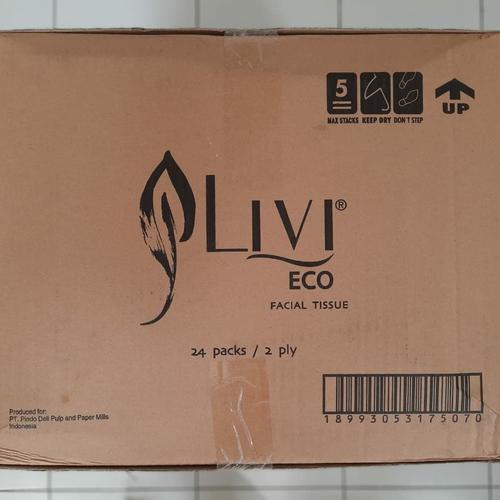 5
MAX STACKS KEEP DRY DON'T STEP
UP
LIVI®
ECO
FACIAL TISSUE
24 packs / 2 ply
Produced for:
PT. Pindo Deli Pulp and Paper Mills
Indonesia
18993053175070